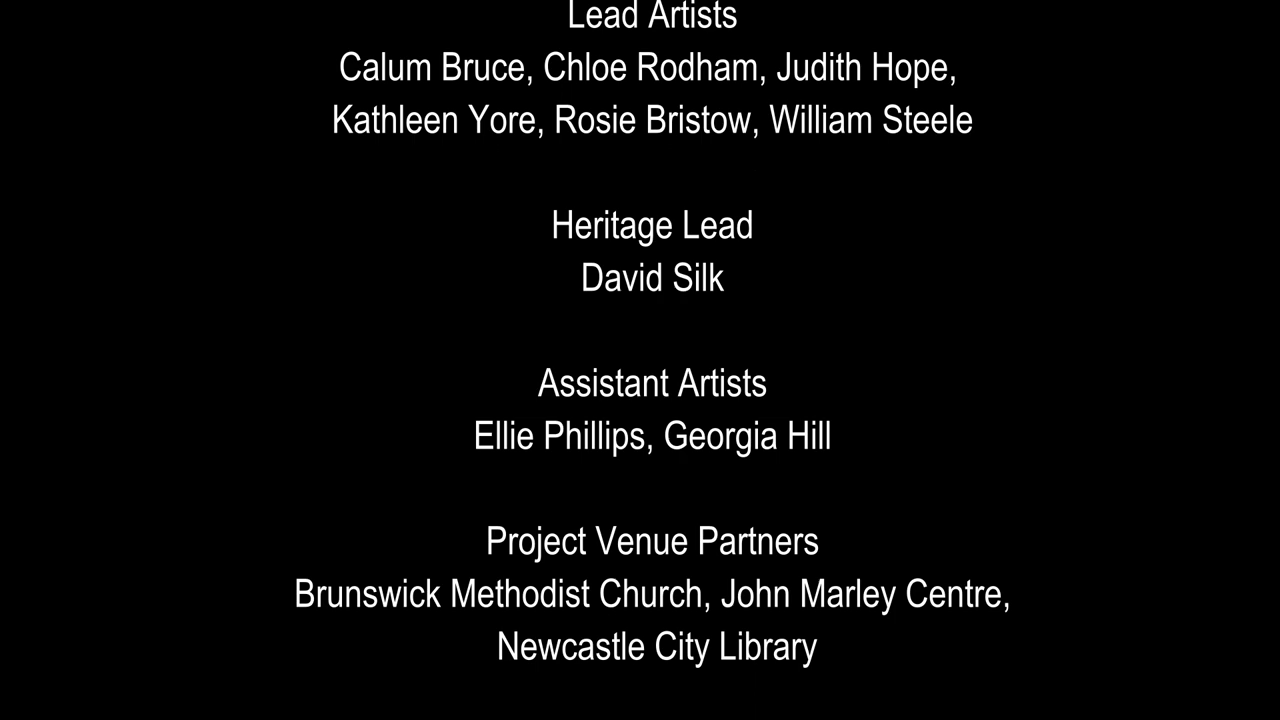 Lead Artists
Calum Bruce, Chloe Rodham, Judith Hope,
Kathleen Yore, Rosie Bristow, William Steele
Heritage Lead
David Silk
Assistant Artists
Ellie Phillips, Georgia Hill
Project Venue Partners
Brunswick Methodist Church, John Marley Centre,
Newcastle City Library